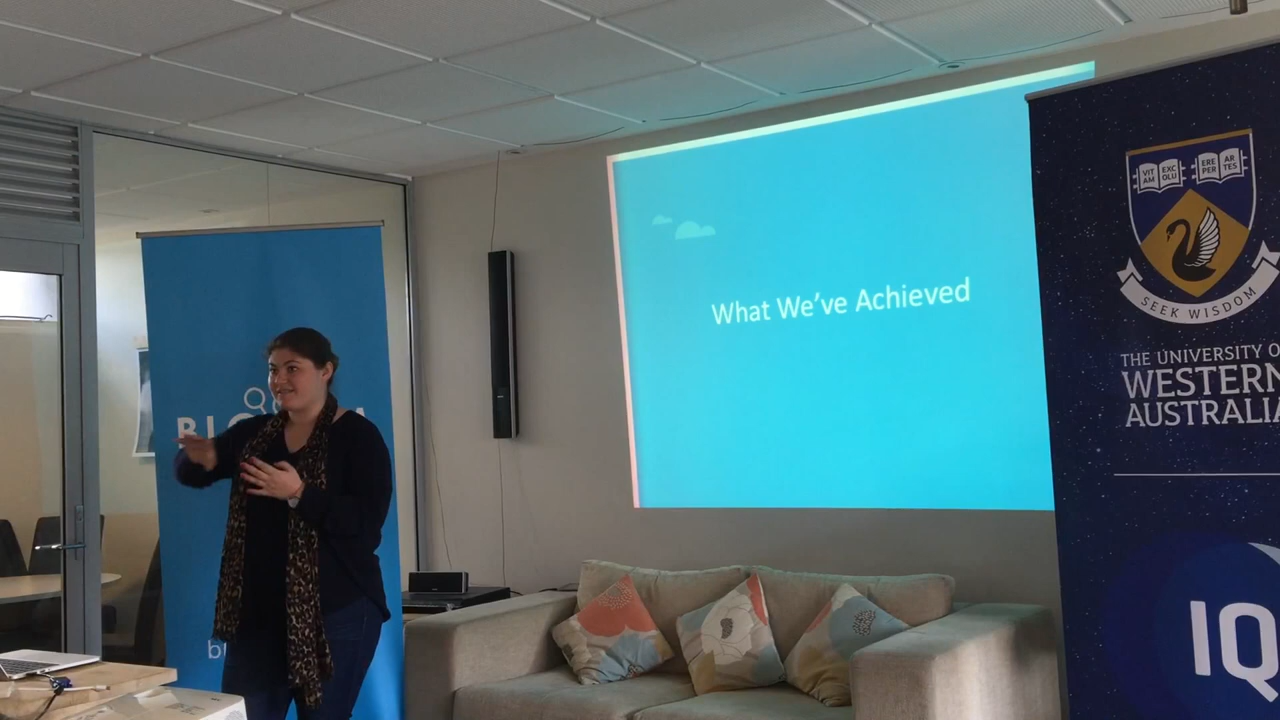 What We've Achieved
VIT AM EXC OLU ERE PER AR TES
SEEK WISDOM
THE UNIVERSITY O
WESTERN
AUSTRALIA
IQ